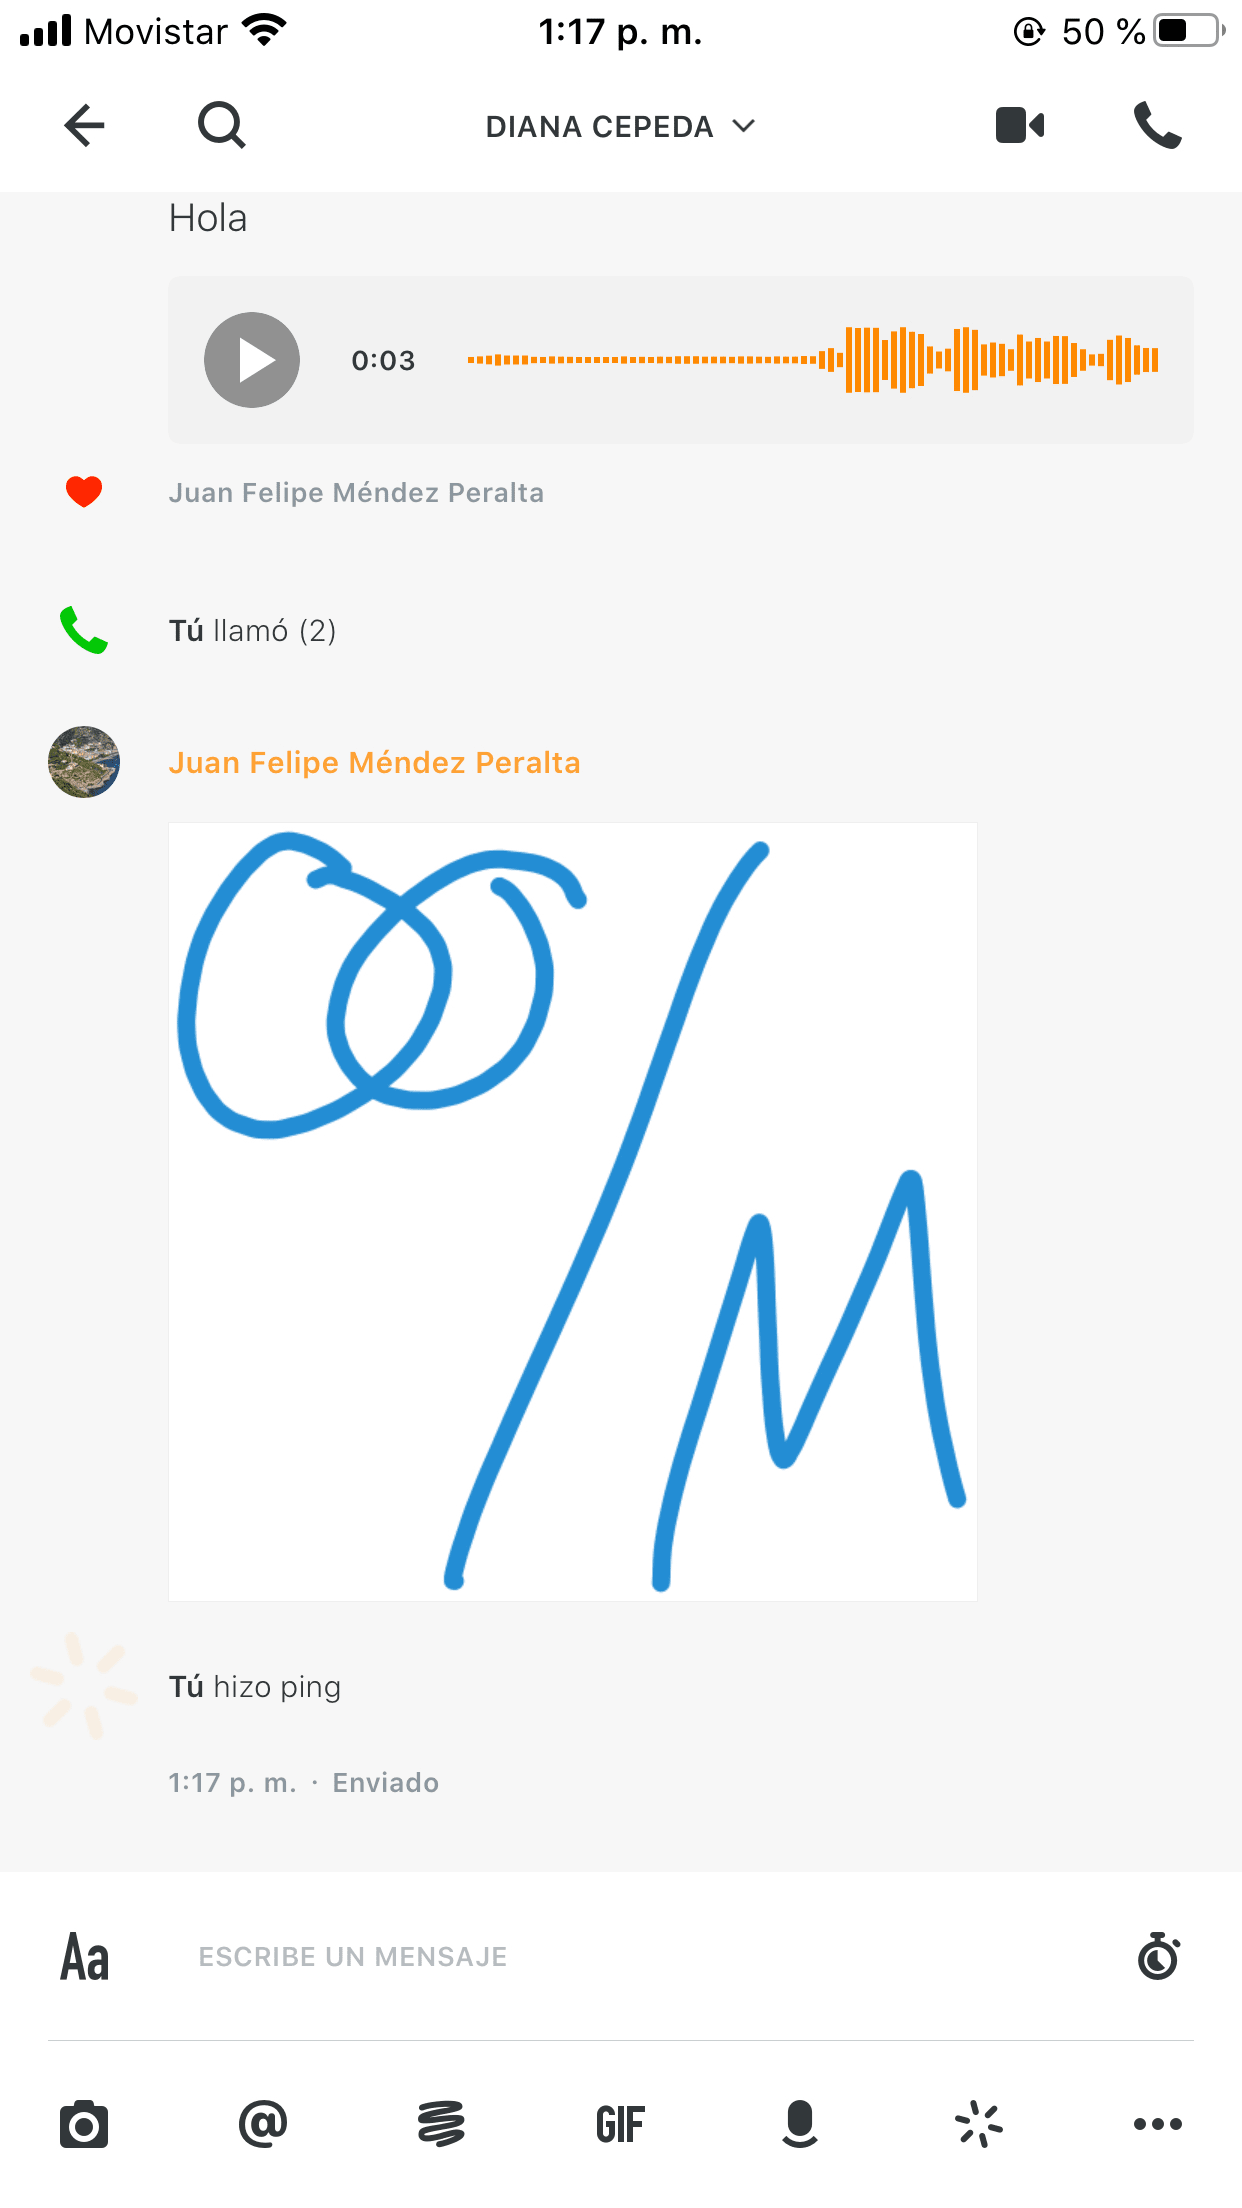 Movistar 1:17 p. m. 50 %
DIANA CEPEDA
Hola
0:03
Juan Felipe Méndez Peralta
Tú llamó (2)
Juan Felipe Méndez Peralta
M
Tú hizo ping
1:17 p. m. · Enviado
Aa ESCRIBE UN MENSAJE
@ GIF